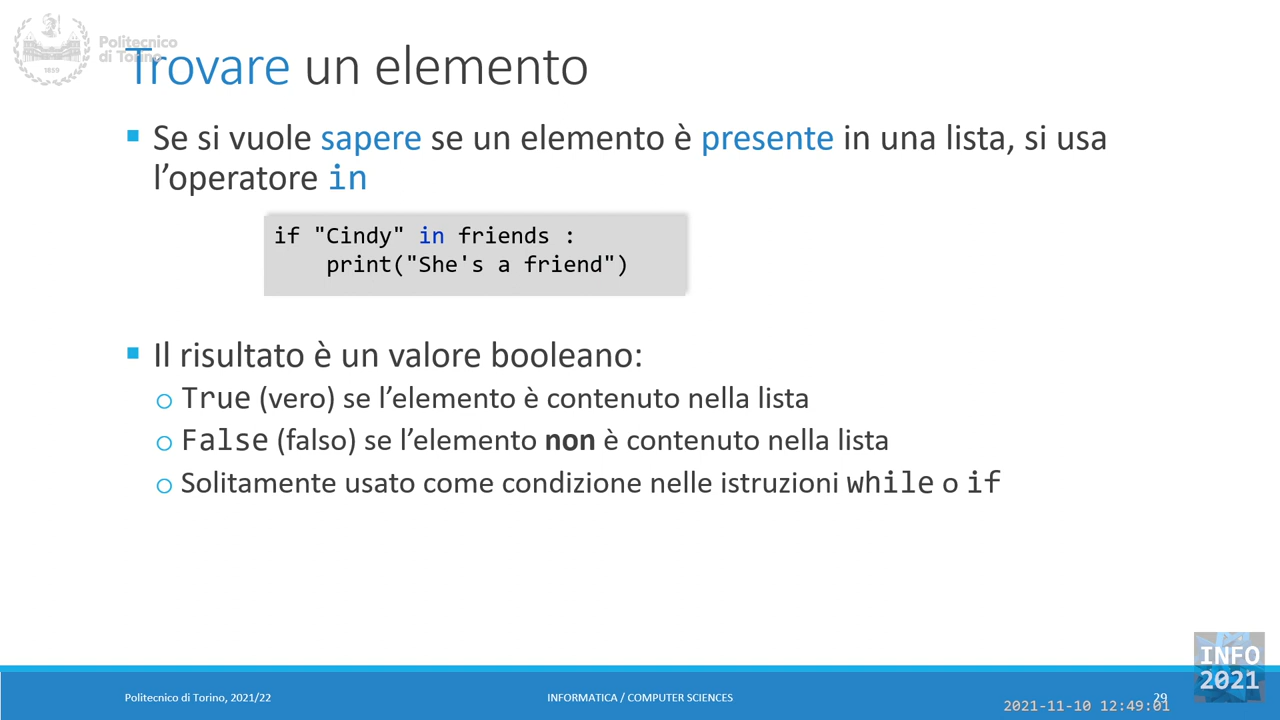 Politecnico
di Torino
1859
Trovare un elemento
Se si vuole sapere se un elemento è presente in una lista, si usa
l’operatore in
if "Cindy" in friends :
print("She's a friend")
Il risultato è un valore booleano:
True (vero) se l’elemento è contenuto nella lista
False (falso) se l’elemento non è contenuto nella lista
Solitamente usato come condizione nelle istruzioni while o if
INFO
2021
Politecnico di Torino, 2021/22
INFORMATICA / COMPUTER SCIENCES
29
2021-11-10 12:49:01